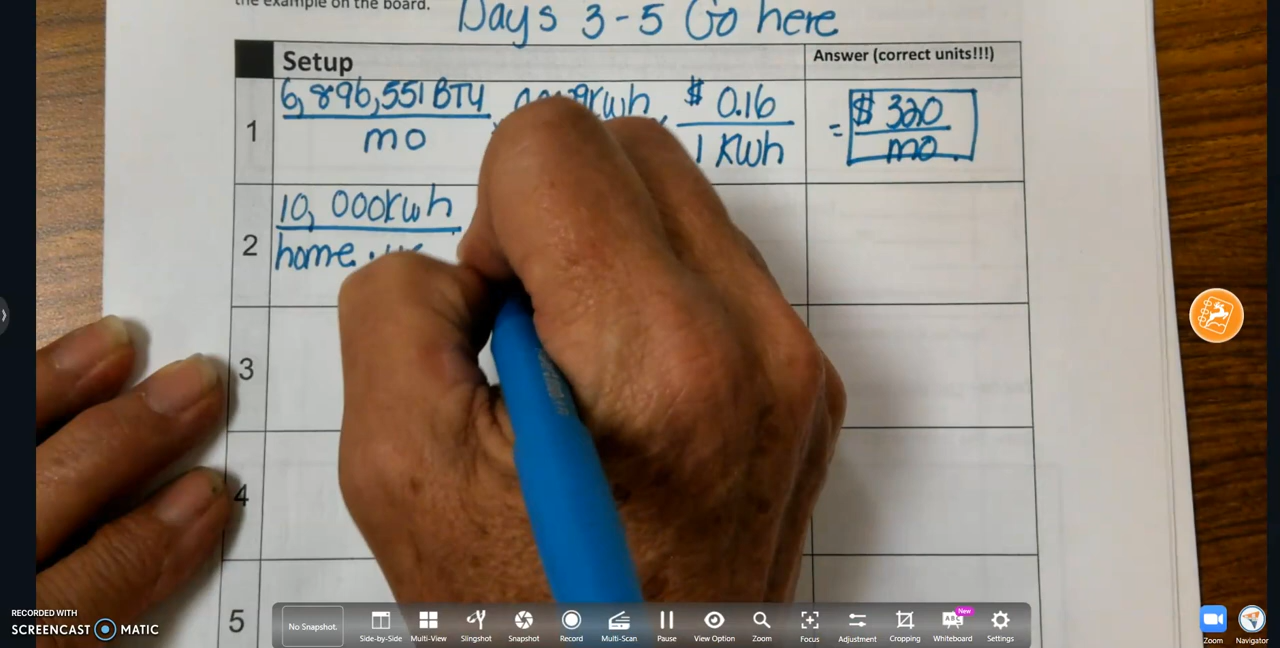 the example on the board.
Days 3-5 Go here
Setup
Answer (correct units!!!)
1
6,896,551 BTU
mo
kwh
$ 0.16
1 KWh
= $ 320
mo
2
10,000kwh
home.
3
4
5
RECORDED WITH
SCREENCAST MATIC
No Snapshot.
Side-by-Side
Multi-View
Slingshot
Snapshot
Record
Multi-Scan
Pause
View Option
Zoom
Focus
Adjustment
Cropping
New
Whiteboard
Settings
Zoom
Navigator